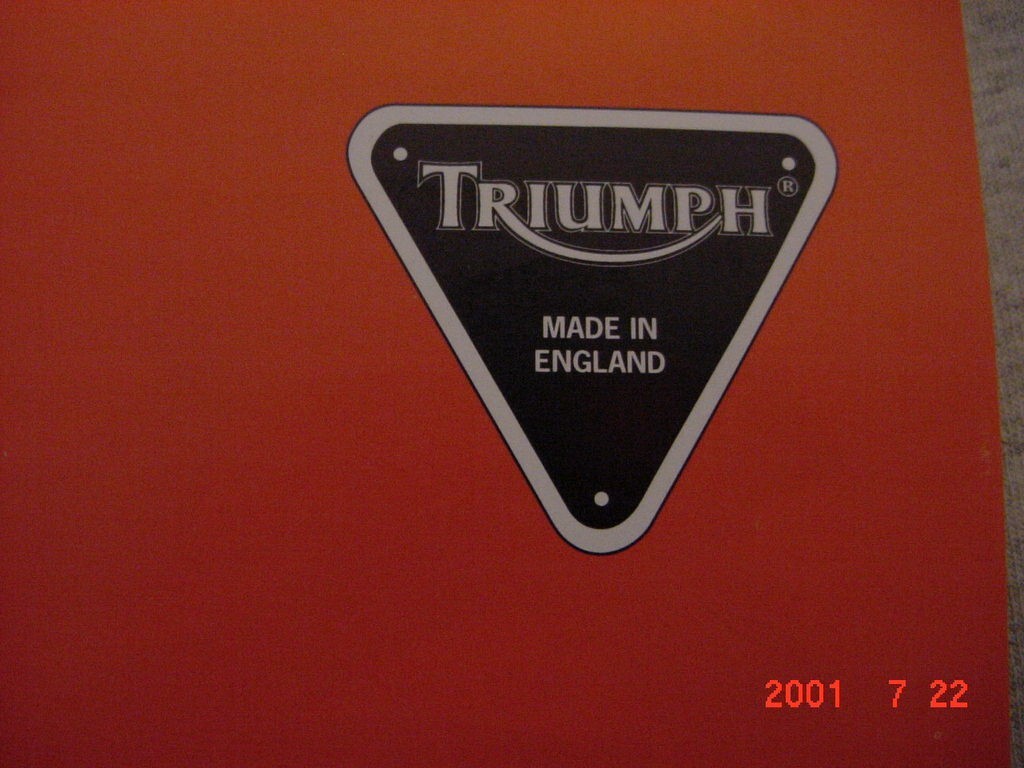 TRIUMPH®
MADE IN
ENGLAND
2001 7 22